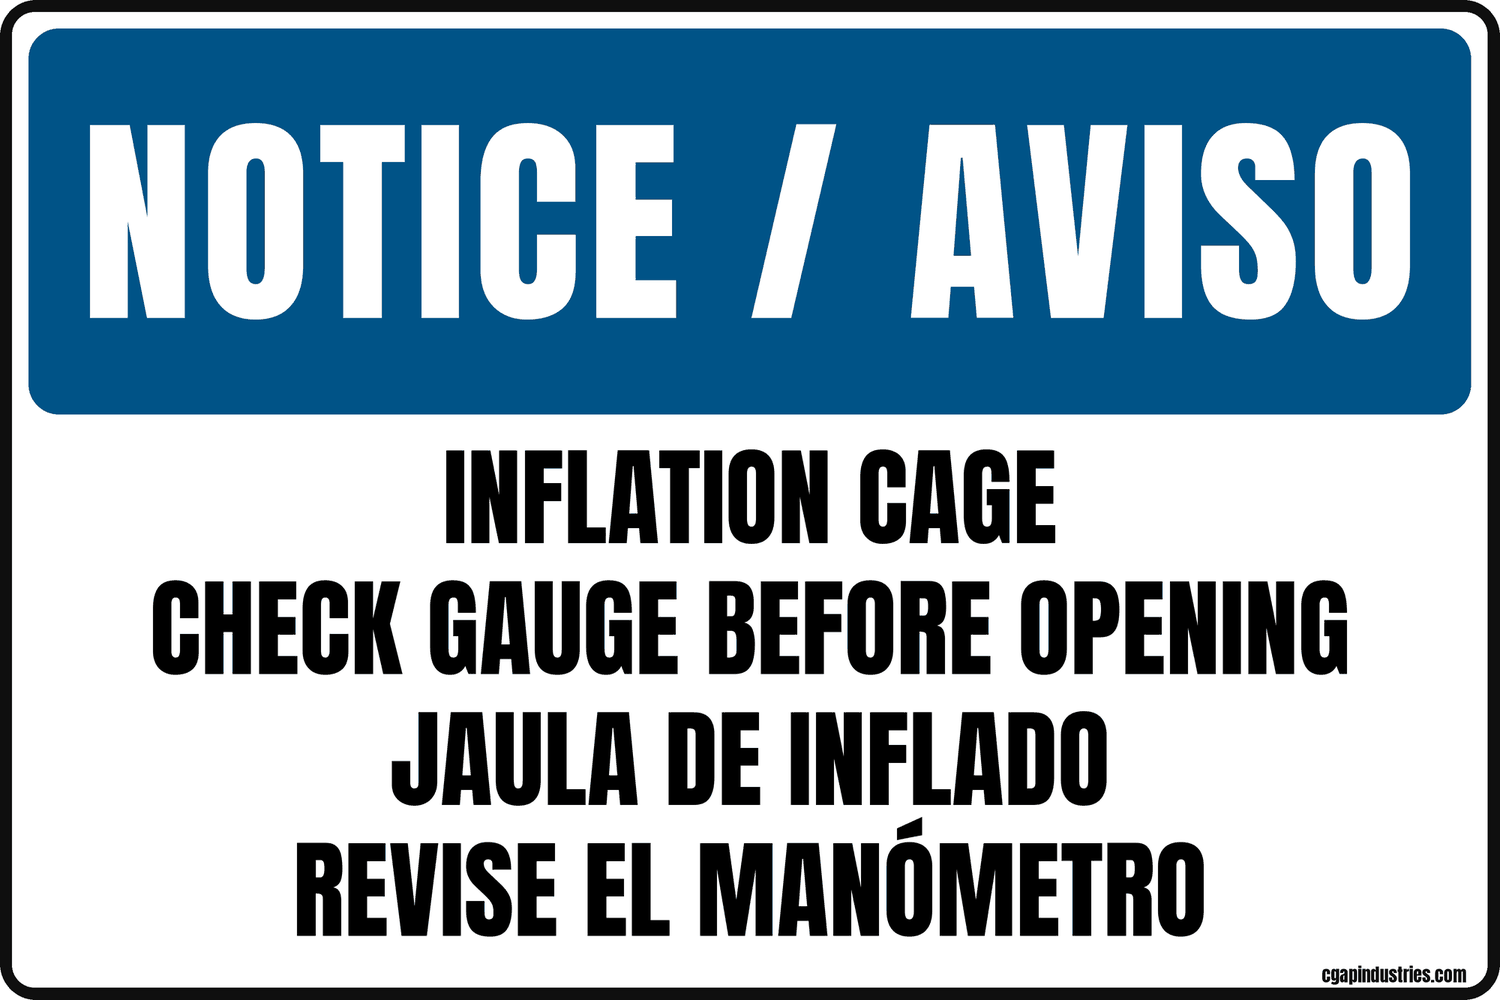 NOTICE / AVISO
INFLATION CAGE
CHECK GAUGE BEFORE OPENING
JAULA DE INFLADO
REVISE EL MANÓMETRO
cgapindustries.com